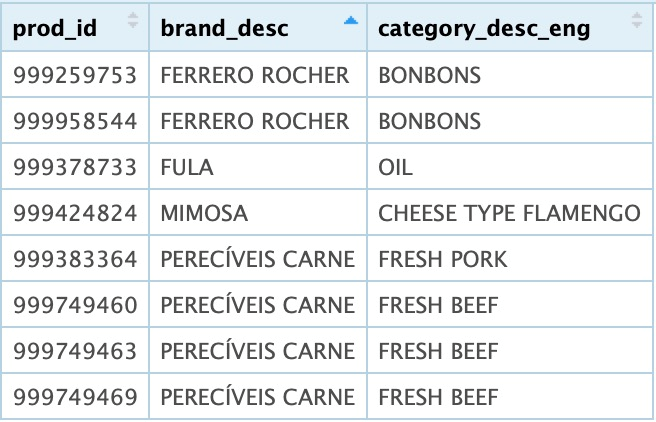 prod_id brand_desc category_desc_eng
999259753 FERRERO ROCHER BONBONS
999958544 FERRERO ROCHER BONBONS
999378733 FULA OIL
999424824 MIMOSA CHEESE TYPE FLAMENGO
999383364 PERECÍVEIS CARNE FRESH PORK
999749460 PERECÍVEIS CARNE FRESH BEEF
999749463 PERECÍVEIS CARNE FRESH BEEF
999749469 PERECÍVEIS CARNE FRESH BEEF